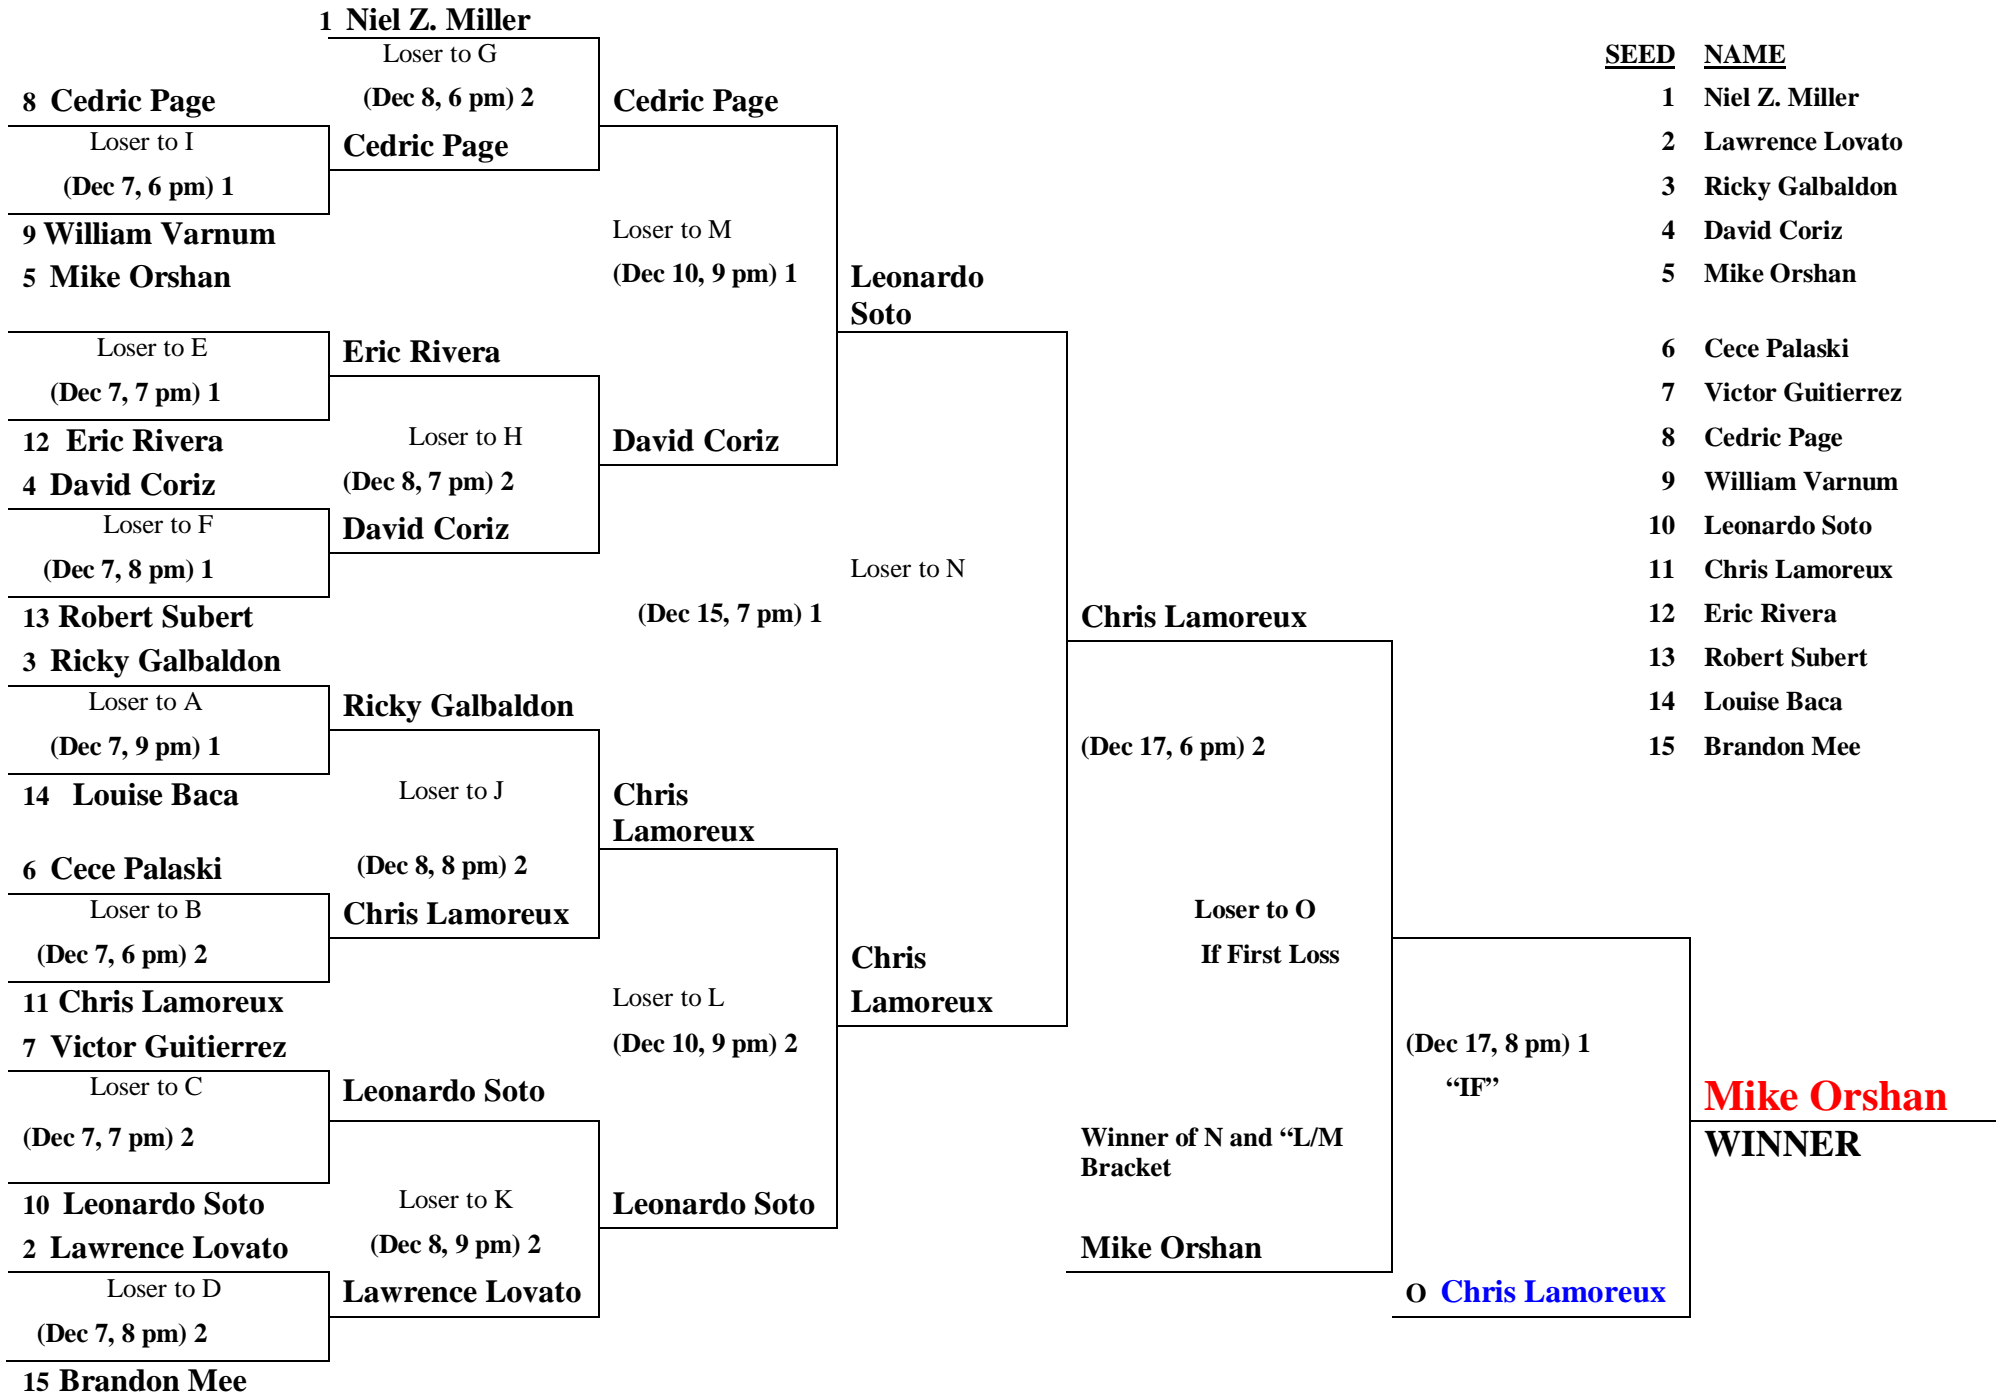 1 Niel Z. Miller
Loser to G
SEED NAME
8 Cedric Page
(Dec 8, 6 pm) 2
Cedric Page
1 Niel Z. Miller
Loser to I
Cedric Page
2 Lawrence Lovato
(Dec 7, 6 pm) 1
3 Ricky Galbaldon
9 William Varnum
Loser to M
4 David Coriz
5 Mike Orshan
(Dec 10, 9 pm) 1
Leonardo
Soto
5 Mike Orshan
Loser to E
Eric Rivera
6 Cece Palaski
(Dec 7, 7 pm) 1
7 Victor Guitierrez
12 Eric Rivera
Loser to H
David Coriz
8 Cedric Page
4 David Coriz
(Dec 8, 7 pm) 2
9 William Varnum
Loser to F
David Coriz
10 Leonardo Soto
(Dec 7, 8 pm) 1
Loser to N
11 Chris Lamoreux
13 Robert Subert
(Dec 15, 7 pm) 1
Chris Lamoreux
12 Eric Rivera
3 Ricky Galbaldon
13 Robert Subert
Loser to A
Ricky Galbaldon
14 Louise Baca
(Dec 7, 9 pm) 1
(Dec 17, 6 pm) 2
15 Brandon Mee
14 Louise Baca
Loser to J
Chris
Lamoreux
6 Cece Palaski
(Dec 8, 8 pm) 2
Loser to B
Chris Lamoreux
Loser to O
(Dec 7, 6 pm) 2
Chris
Lamoreux
If First Loss
11 Chris Lamoreux
Loser to L
7 Victor Guitierrez
(Dec 10, 9 pm) 2
(Dec 17, 8 pm) 1
Loser to C
Leonardo Soto
“IF”
Mike Orshan
(Dec 7, 7 pm) 2
Winner of N and “L/M
Bracket
WINNER
10 Leonardo Soto
Loser to K
Leonardo Soto
2 Lawrence Lovato
(Dec 8, 9 pm) 2
Mike Orshan
Loser to D
Lawrence Lovato
O Chris Lamoreux
(Dec 7, 8 pm) 2
15 Brandon Mee